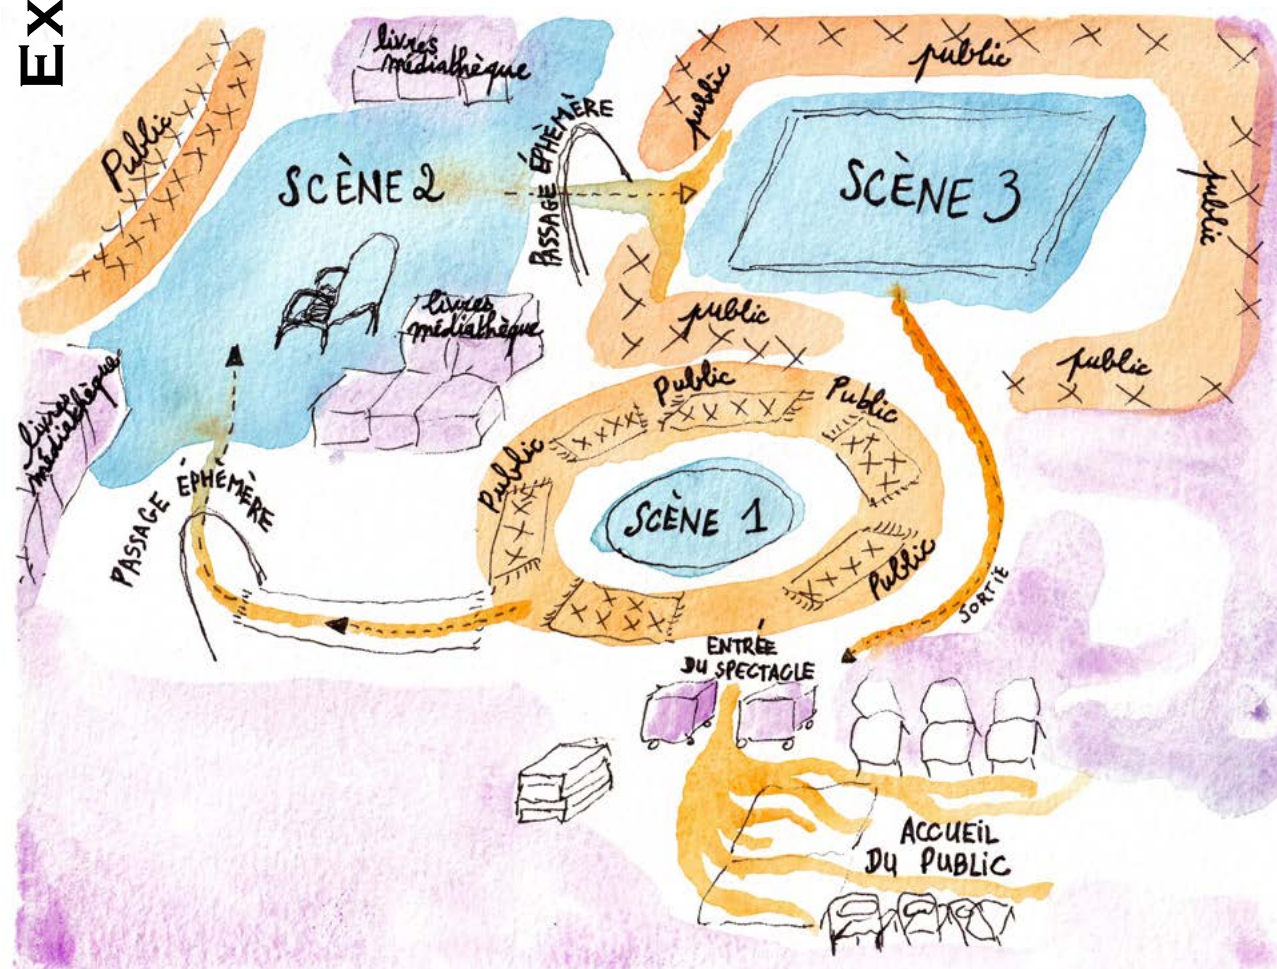 Ex
livres
médiathèque
public
public
Public
SCÈNE 2
PASSAGE ÉPHÈMÈRE
SCÈNE 3
public
livres
médiathèque
public
public
livres
médiathèque
Public
Public
Public
SCÈNE 1
Public
PASSAGE ÉPHÉMÈRE
SORTIE
ENTRÉE
DU SPECTACLE
ACCUEIL
DU PUBLIC